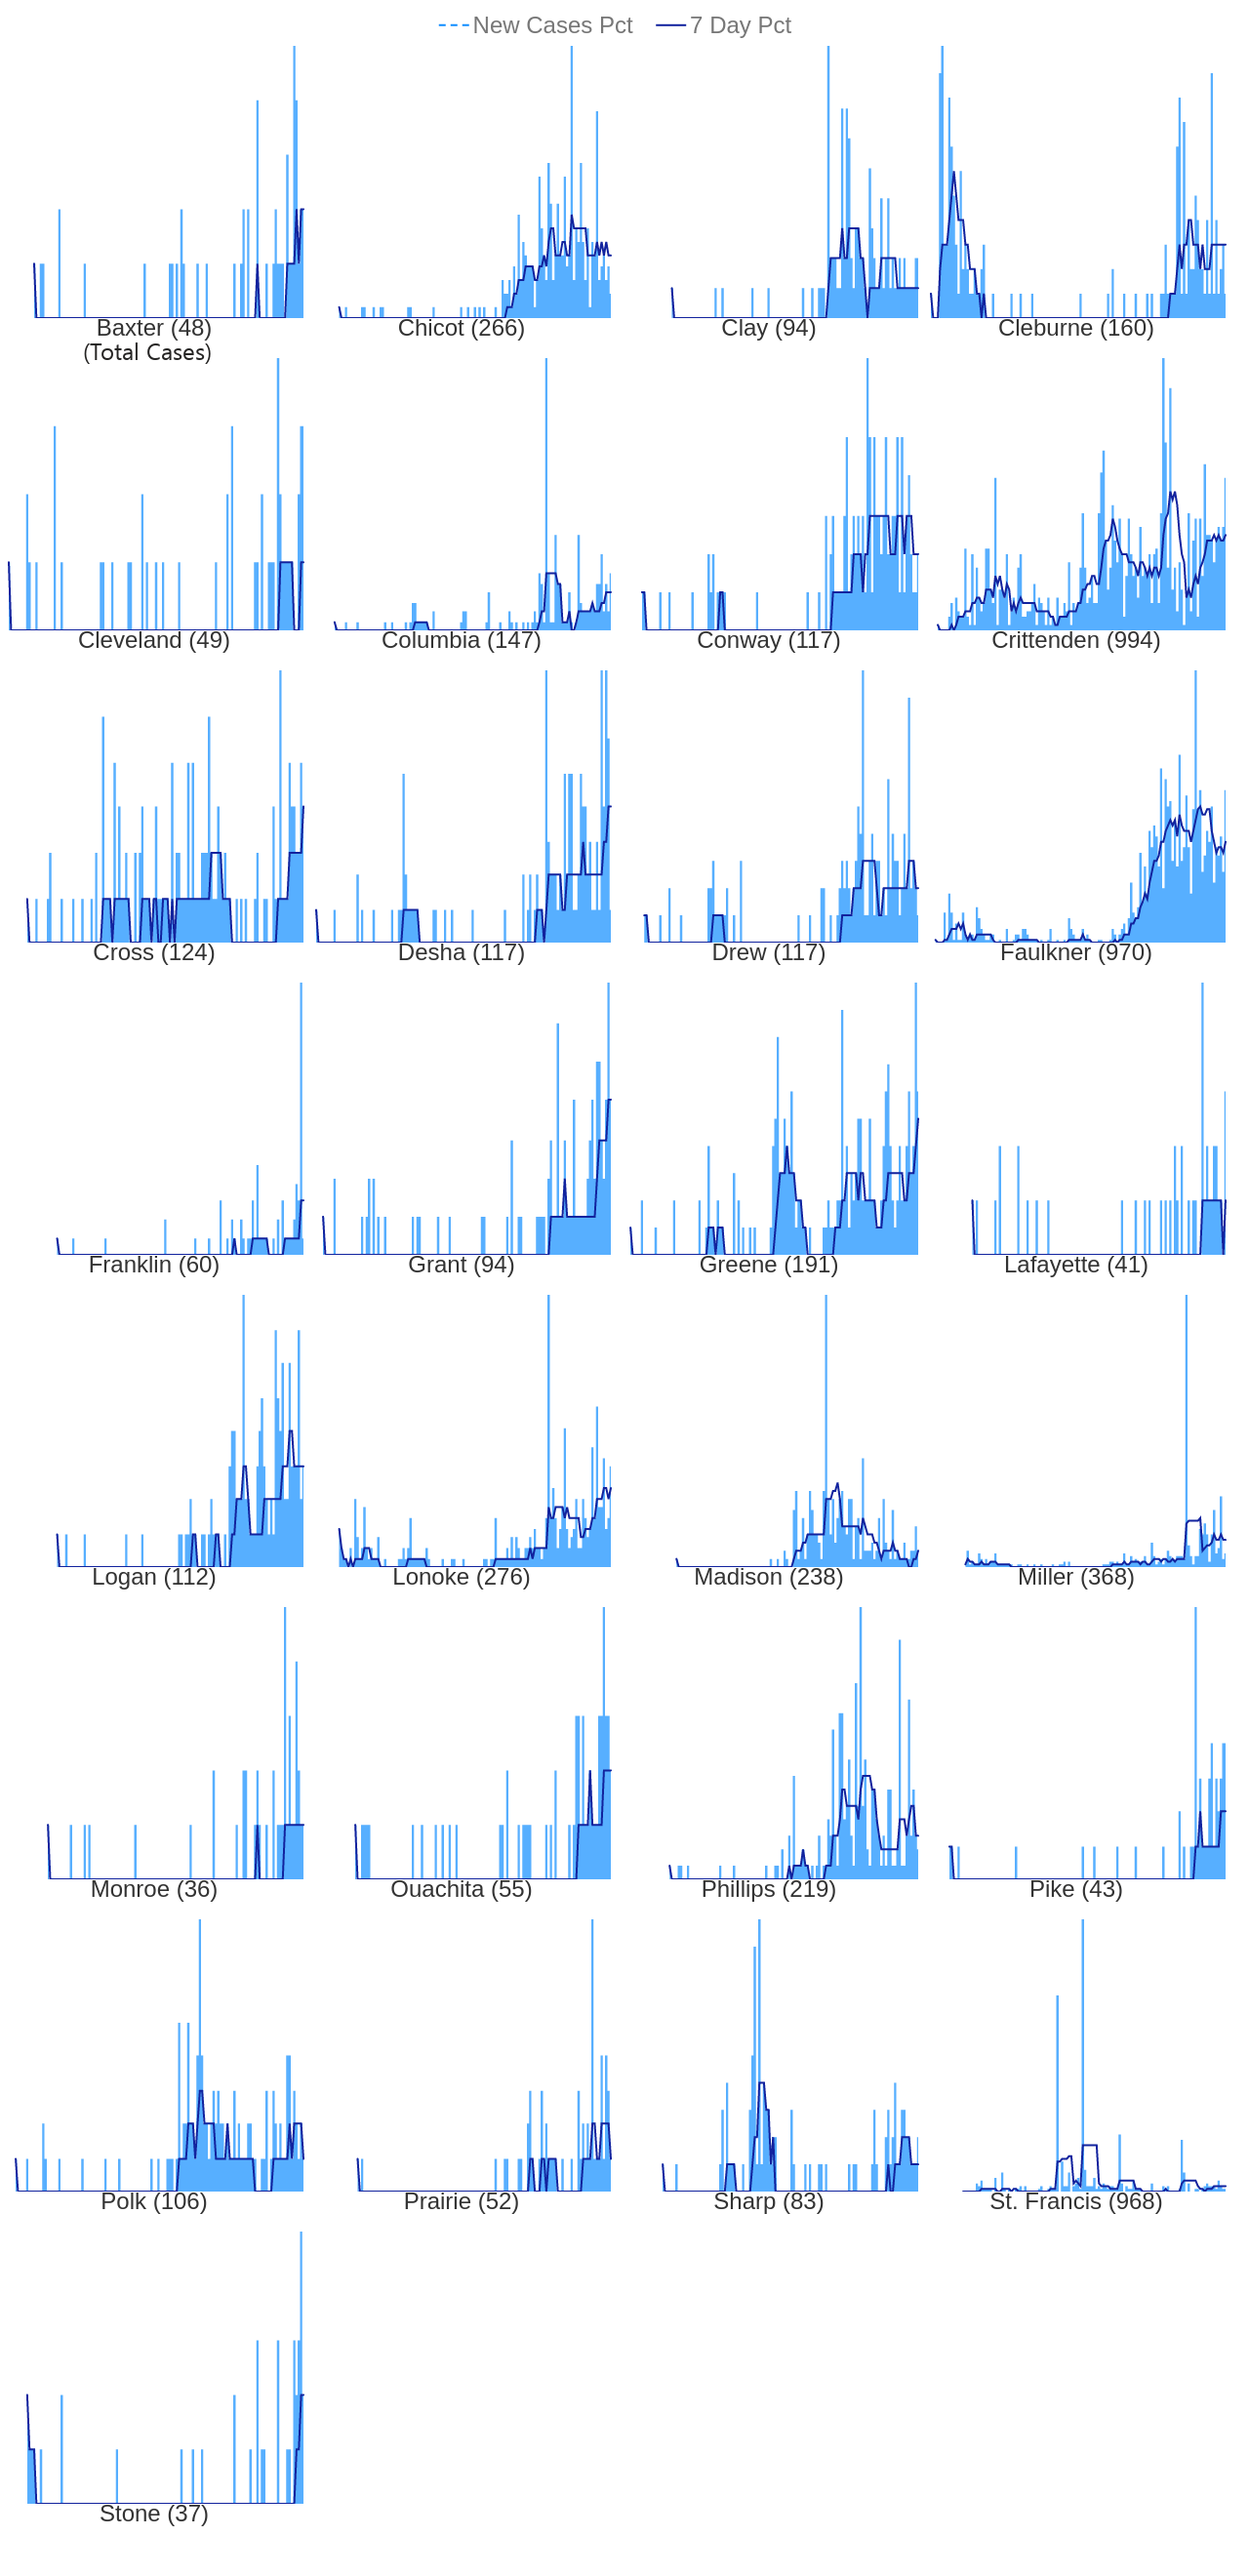 New Cases Pct 7 Day Pct
Baxter (48) Chicot (266) Clay (94) Cleburne (160)
(Total Cases)
Cleveland (49) Columbia (147) Conway (117) Crittenden (994)
Cross (124) Desha (117) Drew (117) Faulkner (970)
Franklin (60) Grant (94) Greene (191) Lafayette (41)
Logan (112) Lonoke (276) Madison (238) Miller (368)
Monroe (36) Ouachita (55) Phillips (219) Pike (43)
Polk (106) Prairie (52) Sharp (83) St. Francis (968)
Stone (37)